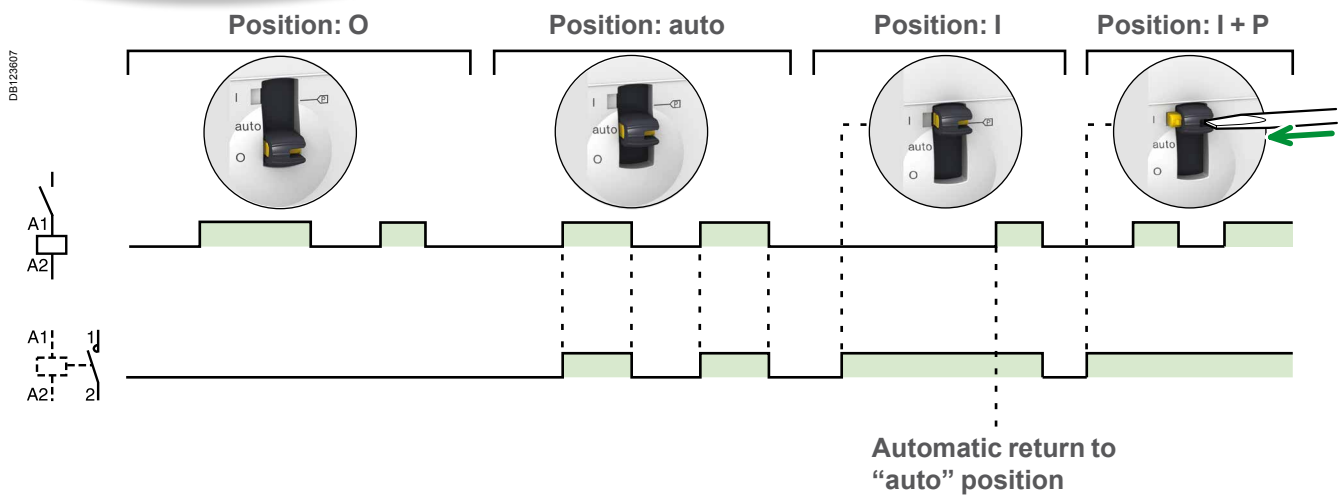 Position: O
Position: auto
Position: I
Position: I + P
DB123607
I
P
auto
O
I
P
auto
O
I
P
auto
O
I
auto
O
A1
A2
A1
1
A2
2
Automatic return to
“auto” position